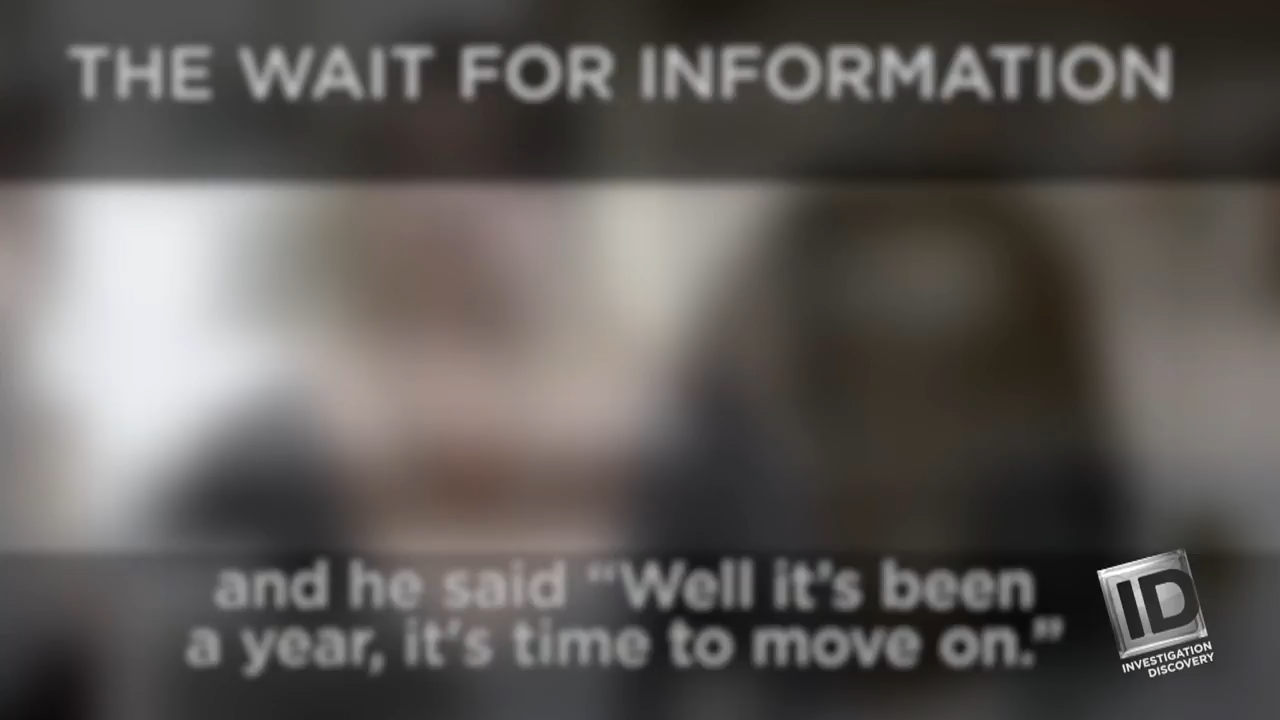 THE WAIT FOR INFORMATION
and he said “Well it’s been
a year, it’s time to move on.”
ID
INVESTIGATION
DISCOVERY